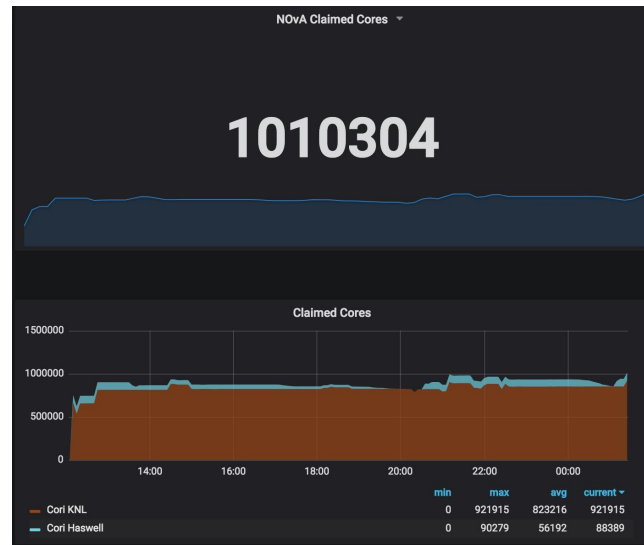 NOvA Claimed Cores
1010304
Claimed Cores
1500000
1000000
500000
0
14:00 16:00 18:00 20:00 22:00 00:00
min max avg current
Cori KNL 0 921915 823216 921915
Cori Haswell 0 90279 56192 88389